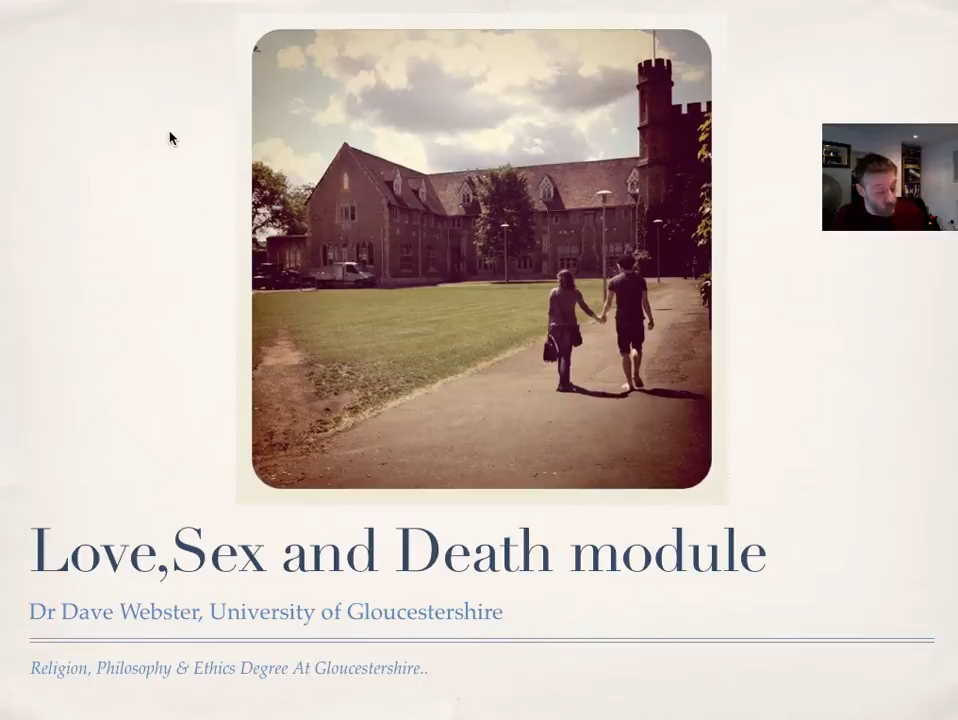 Love,Sex and Death module
Dr Dave Webster, University of Gloucestershire
Religion, Philosophy & Ethics Degree At Gloucestershire..